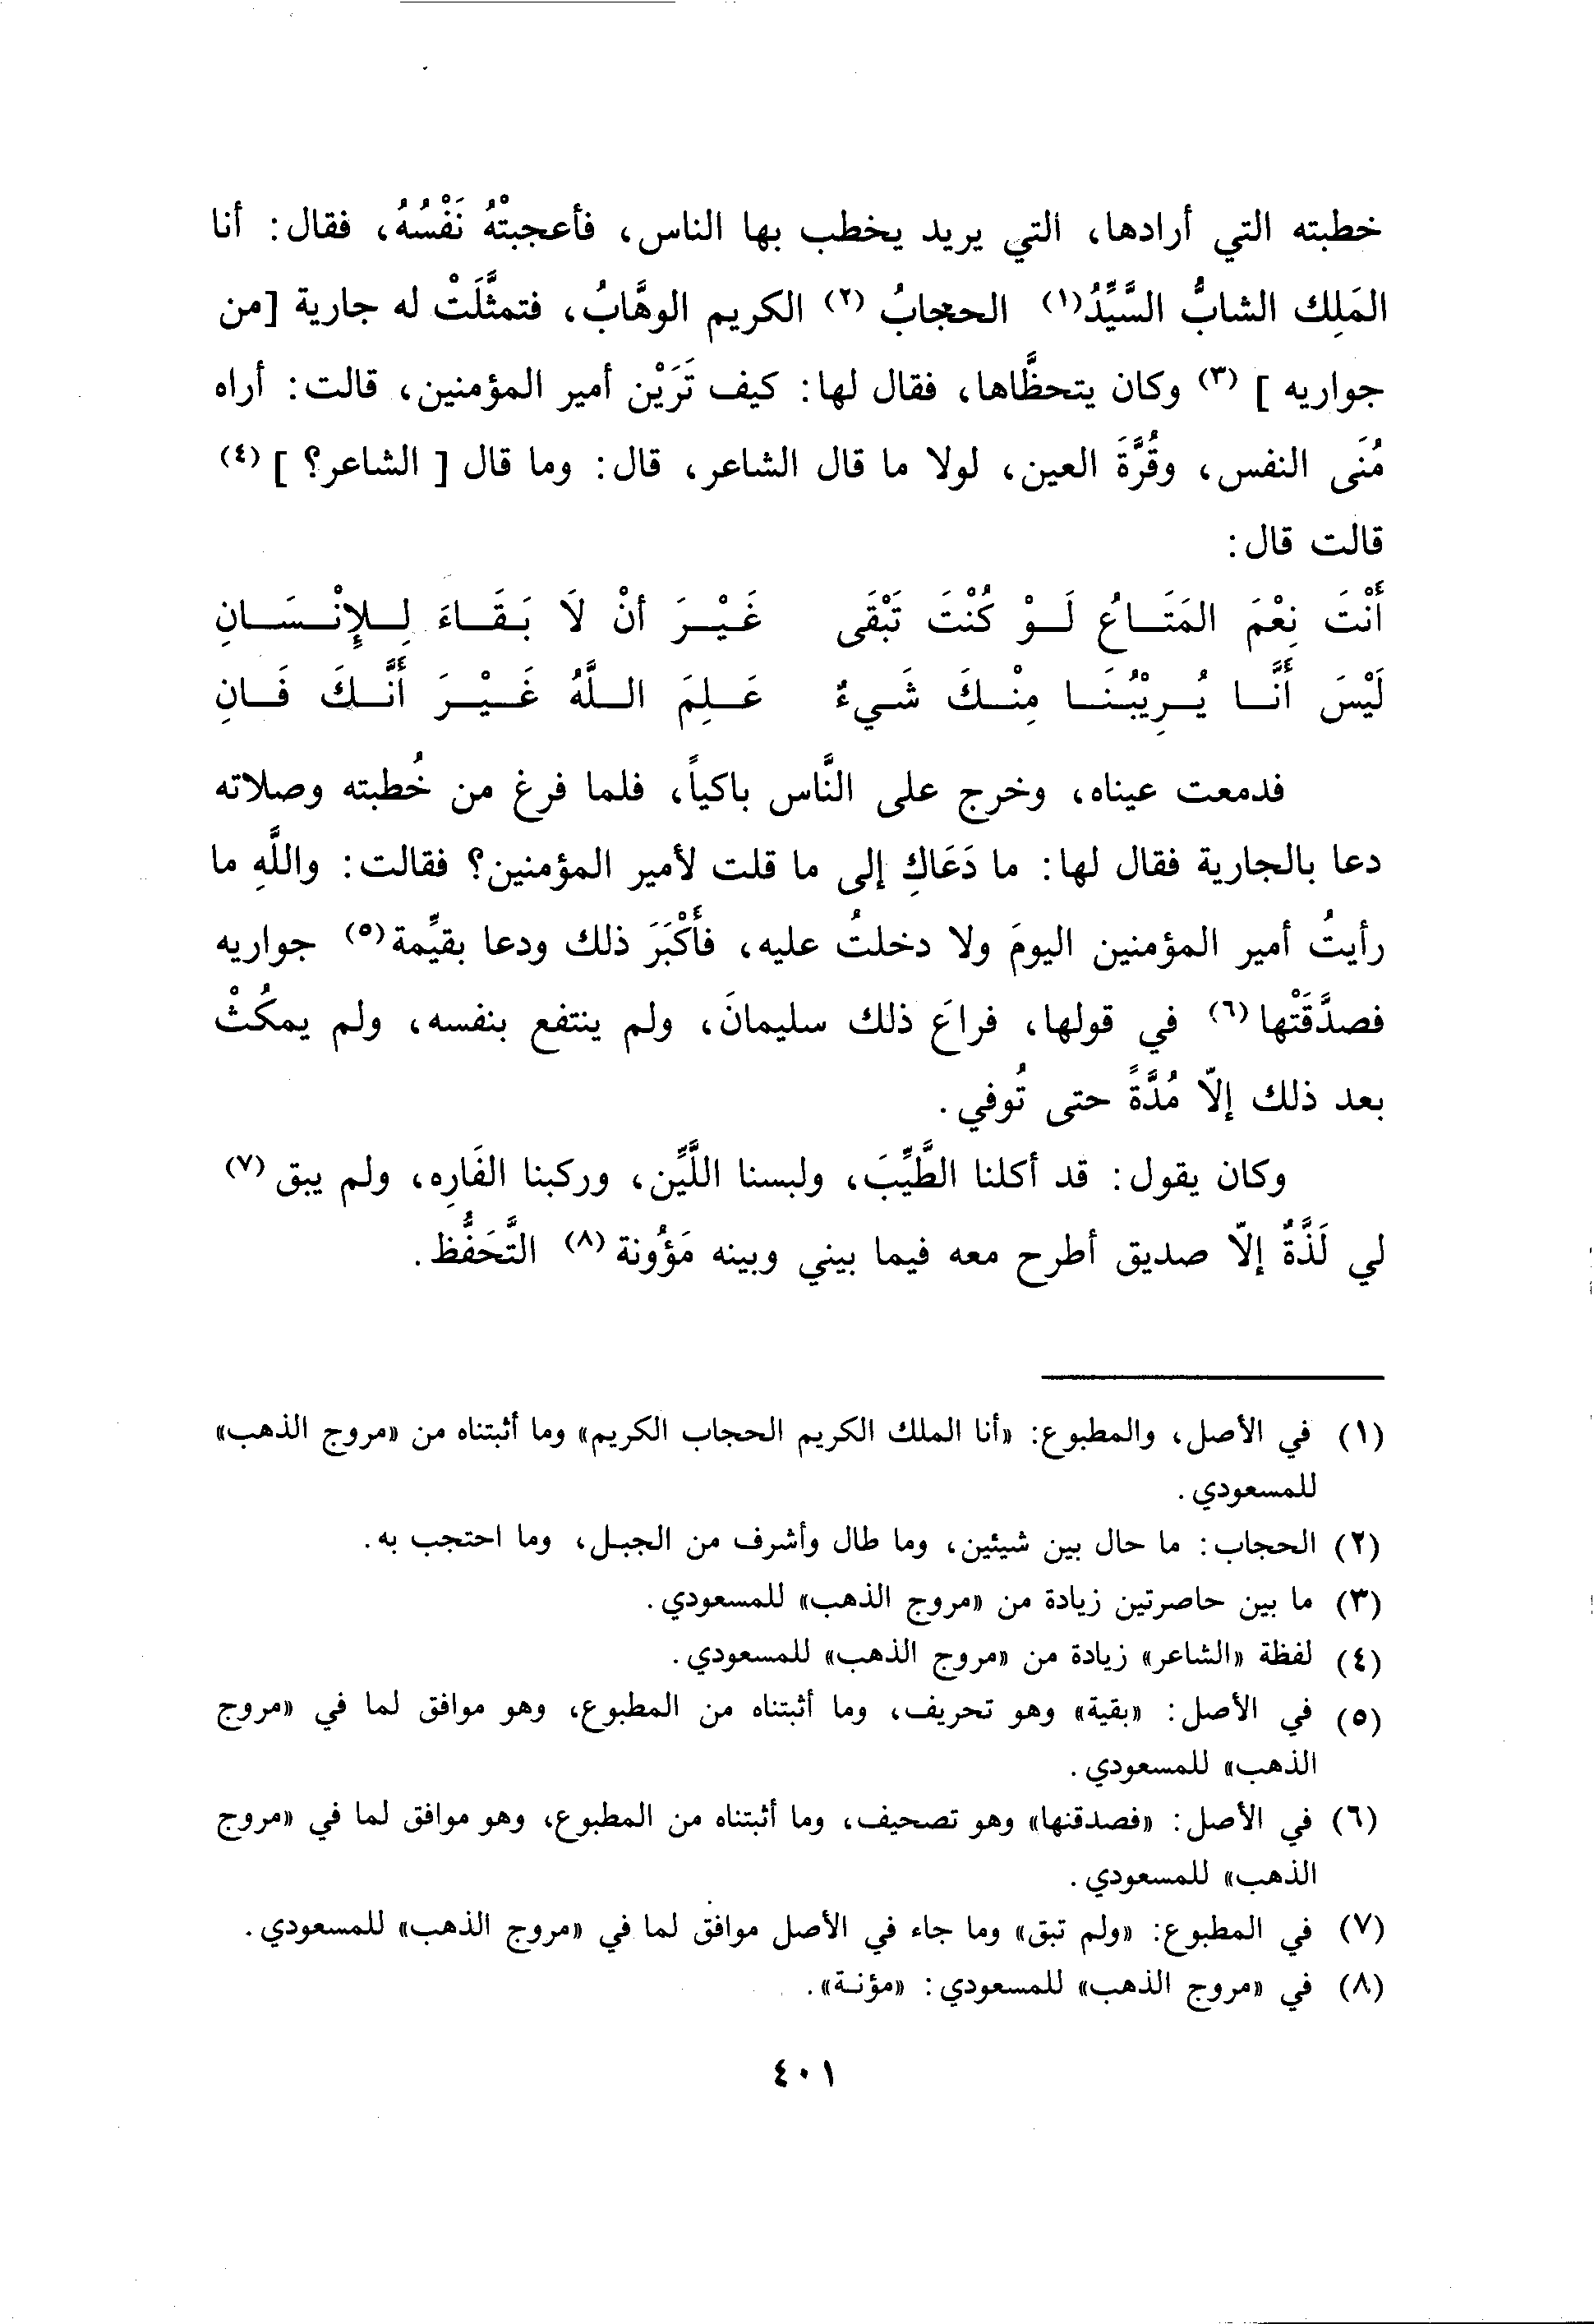 خطبته التي أرادها، التي يريد يخطب بها الناس، فأعجبتْهُ نَفْسُهُ، فقال: أنا
المَلِك الشابُّ السَّيِّدُ(١) الحجابُ (٢) الكريم الوهَّابُ، فتمثَّلَتْ له جارية [من
جواريه ] (٣) وكان يتحظَّاها، فقال لها: كيف تَرَيْن أمير المؤمنين، قالت: أراه
مُنَى النفس، وقُرَّةَ العين، لولا ما قال الشاعر، قال: وما قال [ الشاعر؟ ] (٤)
قالت قال:
أَنْتَ نِعْمَ المَتَاعُ لَوْ كُنْتَ تَبْقَى غَيْرَ أنْ لَا بَقَاءَ لِلإِنْسَانِ
لَيْسَ أَنَّا يُرِيْبُنَا مِنْكَ شَيءٌ عَلِمَ اللَّهُ غَيْرَ أَنَّكَ فَانِ
فدمعت عيناه، وخرج على النَّاس باكياً، فلما فرغ من خُطبته وصلاته
دعا بالجارية فقال لها: ما دَعَاكِ إلى ما قلت لأمير المؤمنين؟ فقالت: واللَّهِ ما
رأيتُ أمير المؤمنين اليومَ ولا دخلتُ عليه، فأَكْبَرَ ذلك ودعا بقيِّمة(٥) جواريه
فصدَّقَتْها(٦) في قولها، فراعَ ذلك سليمانَ، ولم ينتفع بنفسه، ولم يمكُثْ
بعد ذلك إلّا مُدَّةً حتى تُوفي.
وكان يقول: قد أكلنا الطَّيِّبَ، ولبسنا اللَّيِّن، وركبنا الفَارِه، ولم يبق (٧)
لي لَذَّةٌ إلّا صديق أطرح معه فيما بيني وبينه مَؤُونة(٨) التَّحَفُّظ.
(١) في الأصل، والمطبوع: «أنا الملك الكريم الحجاب الكريم» وما أثبتناه من «مروج الذهب»
للمسعودي.
(٢) الحجاب: ما حال بين شيئين، وما طال وأشرف من الجبل، وما احتجب به.
(٣) ما بين حاصرتين زيادة من «مروج الذهب» للمسعودي.
(٤) لفظة «الشاعر» زيادة من «مروج الذهب» للمسعودي.
(٥) في الأصل: «بقية» وهو تحريف، وما أثبتناه من المطبوع، وهو موافق لما في «مروج
الذهب» للمسعودي.
(٦) في الأصل: «فصدقنها» وهو تصحيف، وما أثبتناه من المطبوع، وهو موافق لما في «مروج
الذهب» للمسعودي.
(٧) في المطبوع: «ولم تبق» وما جاء في الأصل موافق لما في «مروج الذهب» للمسعودي.
(٨) في «مروج الذهب» للمسعودي: «مؤنة».
٤٠١